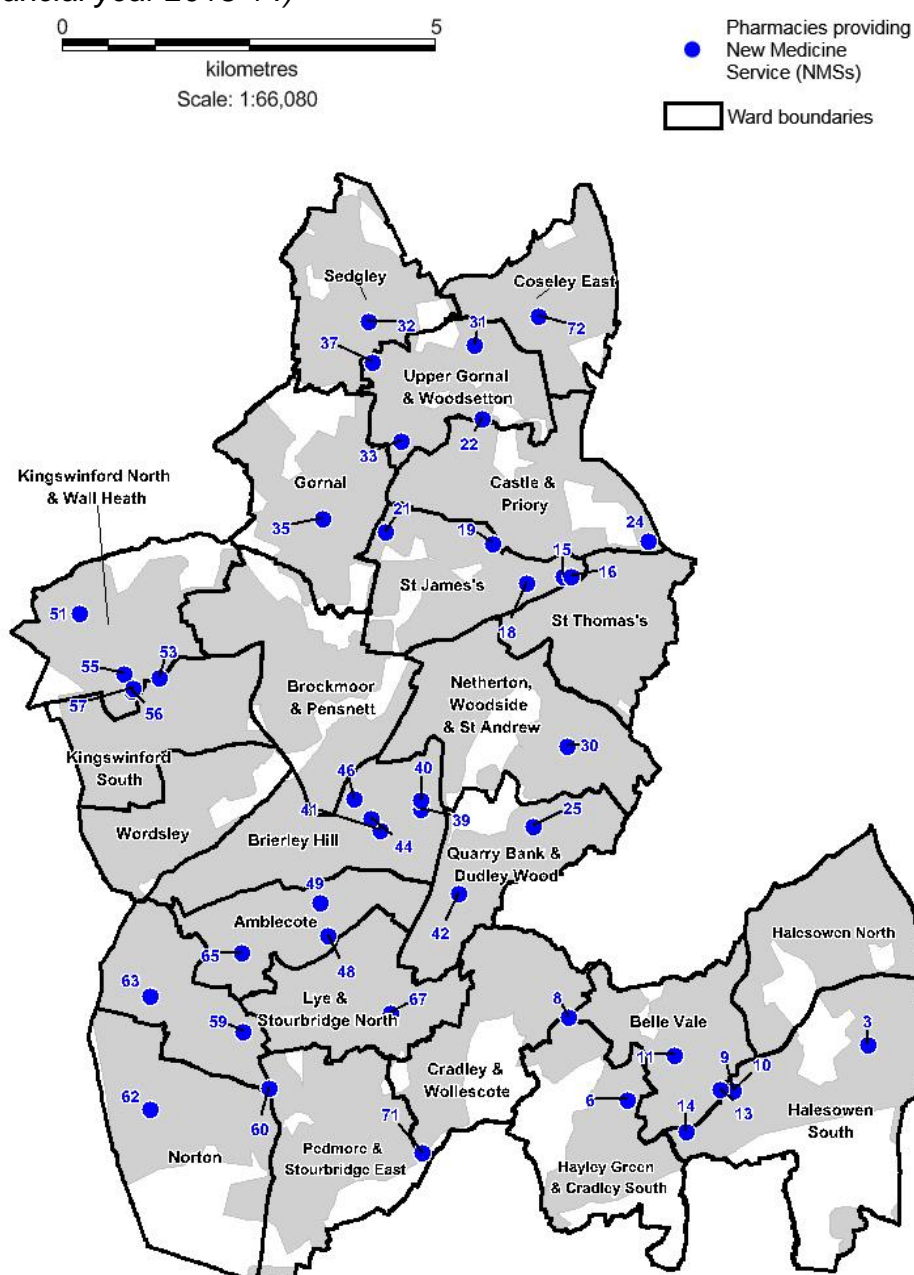 ancial year 2013-14)
0
5
kilometres
Scale: 1:66,080
Pharmacies providing
New Medicine
Service (NMSs)
Ward boundaries
Sedgley
Coseley East
32
31
72
37
Upper Gornal
& Woodsetton
22
33
Kingswinford North
& Wall Heath
Gornal
Castle &
Priory
35
21
19
24
15
16
St James's
18
St Thomas's
51
55
53
57
56
Brockmoor
& Pensnett
Netherton,
Woodside
& St Andrew
30
Kingswinford
South
46
40
41
39
25
Wordsley
Brierley Hill
44
Quarry Bank &
Dudley Wood
49
Amblecote
42
65
48
Halesowen North
63
Lye &
Stourbridge North
67
59
8
Belle Vale
3
11
9
10
Cradley &
Wollescote
62
6
14
13
Halesowen
South
60
71
Norton
Pedmore &
Stourbridge East
Hayley Green
& Cradley South